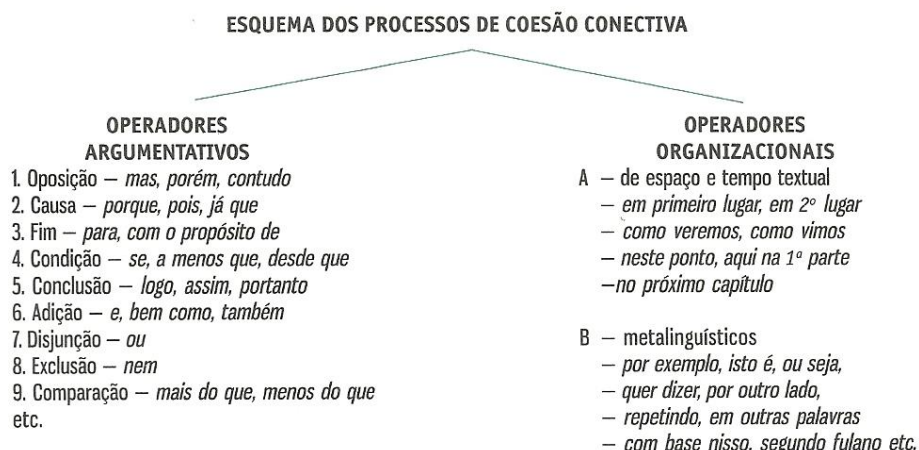 ESQUEMA DOS PROCESSOS DE COESÃO CONECTIVA
OPERADORES
ARGUMENTATIVOS
1. Oposição – mas, porém, contudo
2. Causa – porque, pois, já que
3. Fim – para, com o propósito de
4. Condição – se, a menos que, desde que
5. Conclusão – logo, assim, portanto
6. Adição – e, bem como, também
7. Disjunção – ou
8. Exclusão – nem
9. Comparação – mais do que, menos do que
etc.
OPERADORES
ORGANIZACIONAIS
A – de espaço e tempo textual
– em primeiro lugar, em 2º lugar
– como veremos, como vimos
– neste ponto, aqui na 1ª parte
–no próximo capítulo
B – metalinguísticos
– por exemplo, isto é, ou seja,
– quer dizer, por outro lado,
– repetindo, em outras palavras
– com base nisso, segundo fulano etc.